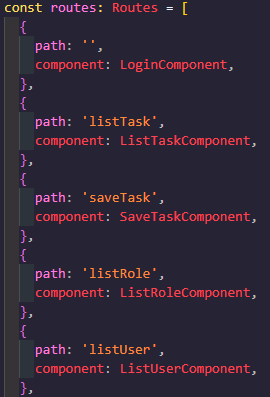 const routes: Routes = [
  {
    path: '',
    component: LoginComponent,
  },
  {
    path: 'listTask',
    component: ListTaskComponent,
  },
  {
    path: 'saveTask',
    component: SaveTaskComponent,
  },
  {
    path: 'listRole',
    component: ListRoleComponent,
  },
  {
    path: 'listUser',
    component: ListUserComponent,
  },